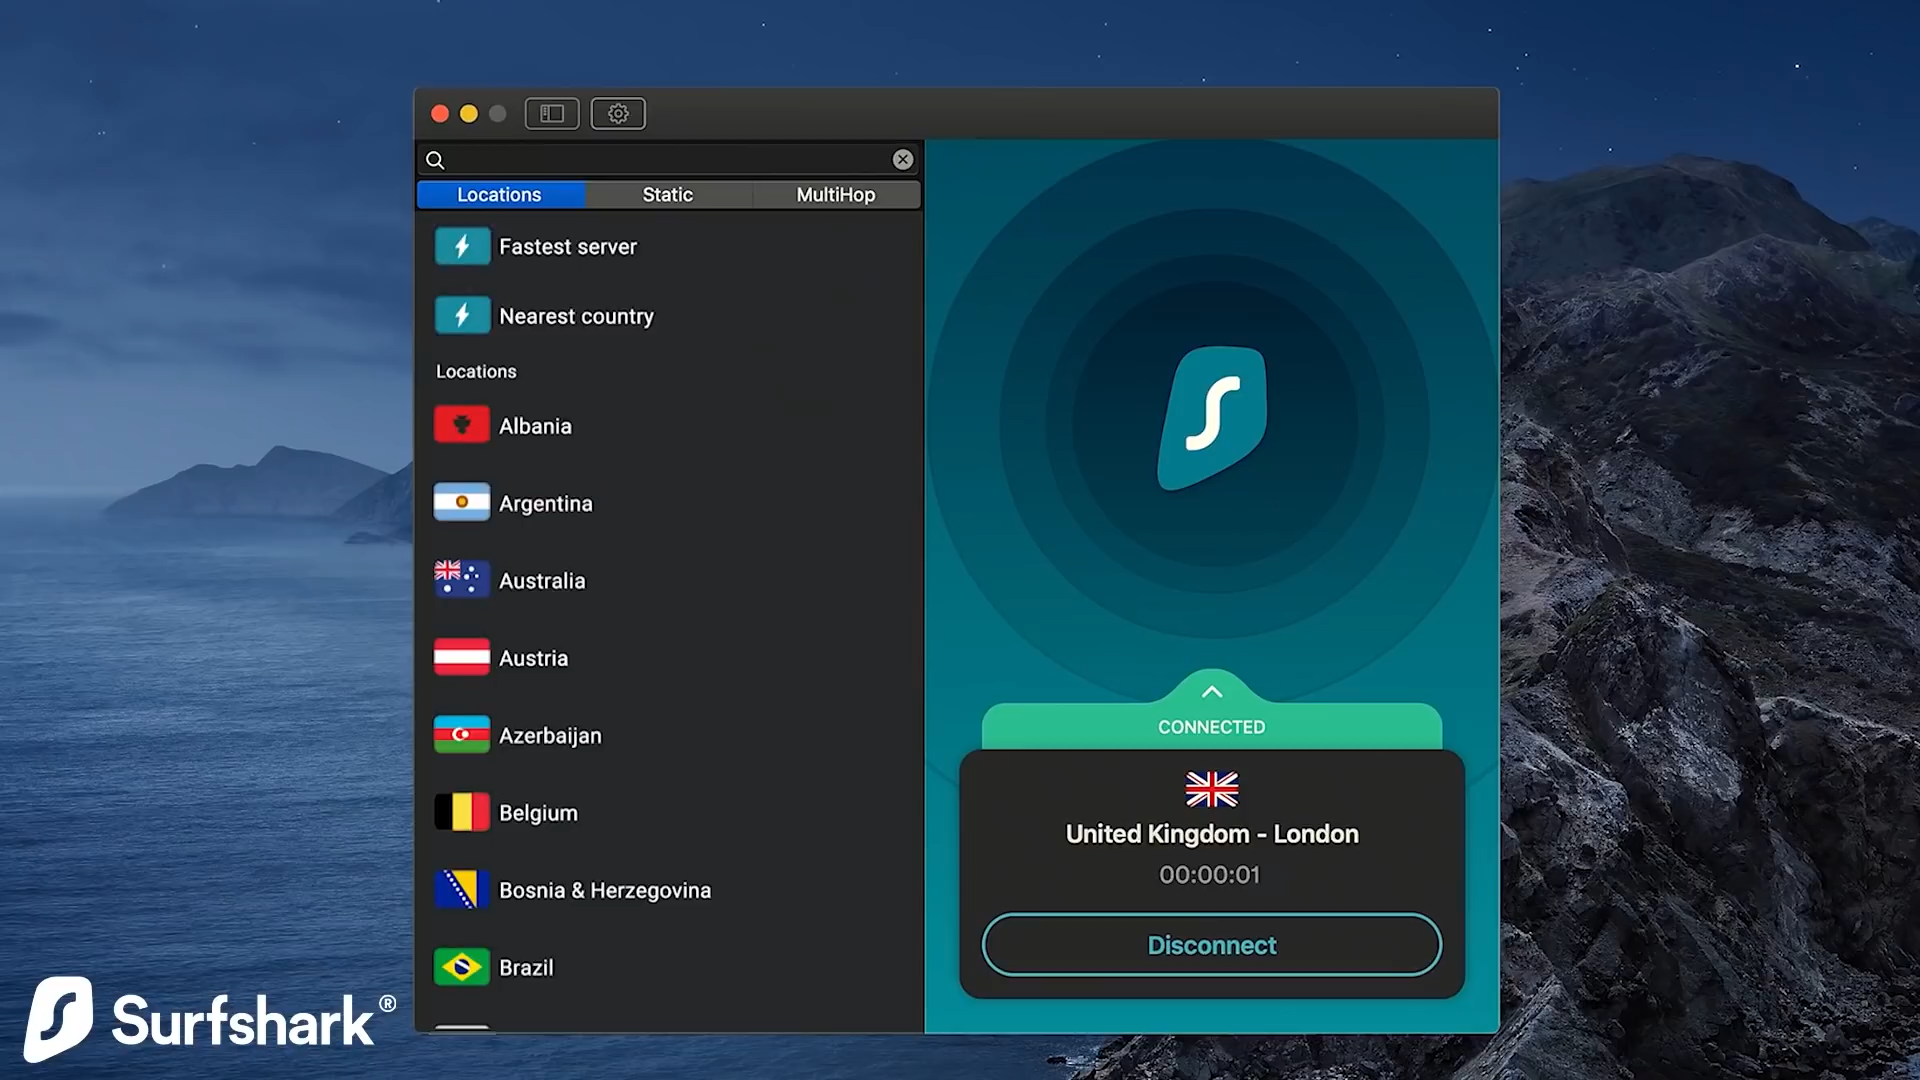 Locations
Static
MultiHop
Fastest server
Nearest country
Locations
Albania
Argentina
Australia
Austria
Azerbaijan
Belgium
Bosnia & Herzegovina
Brazil
CONNECTED
United Kingdom - London
00:00:01
Disconnect
Surfshark®